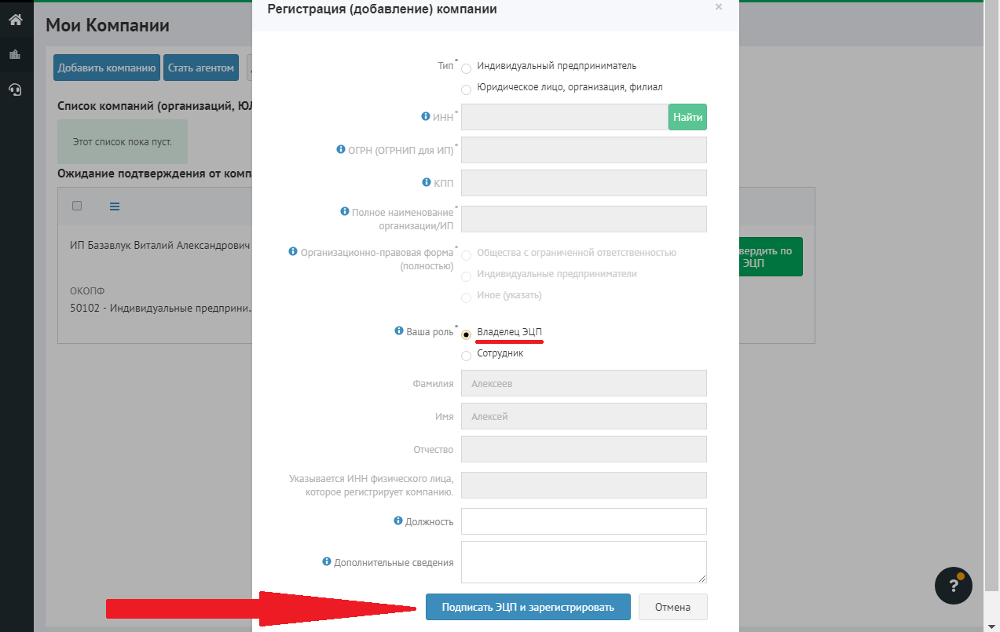 Регистрация (добавление) компании
×
Мои Компании
Добавить компанию
Стать агентом
Список компаний (организаций, ЮЛ
Этот список пока пуст.
Ожидание подтверждения от комп
ИП Базавлук Виталий Александрович
вердить по
ЭЦП
ОКОПФ
50102 - Индивидуальные предприни...
Тип*
Индивидуальный предприниматель
Юридическое лицо, организация, филиал
ИНН*
Найти
ОГРН (ОГРНИП для ИП)*
КПП
Полное наименование*
организации/ИП
Организационно-правовая форма*
(полностью)
Общества с ограниченной ответственностью
Индивидуальные предприниматели
Иное (указать)
Ваша роль*
Владелец ЭЦП
Сотрудник
Фамилия
Алексеев
Имя
Алексей
Отчество
Указывается ИНН физического лица,
которое регистрирует компанию.
Должность
Дополнительные сведения
Подписать ЭЦП и зарегистрировать
Отмена
?